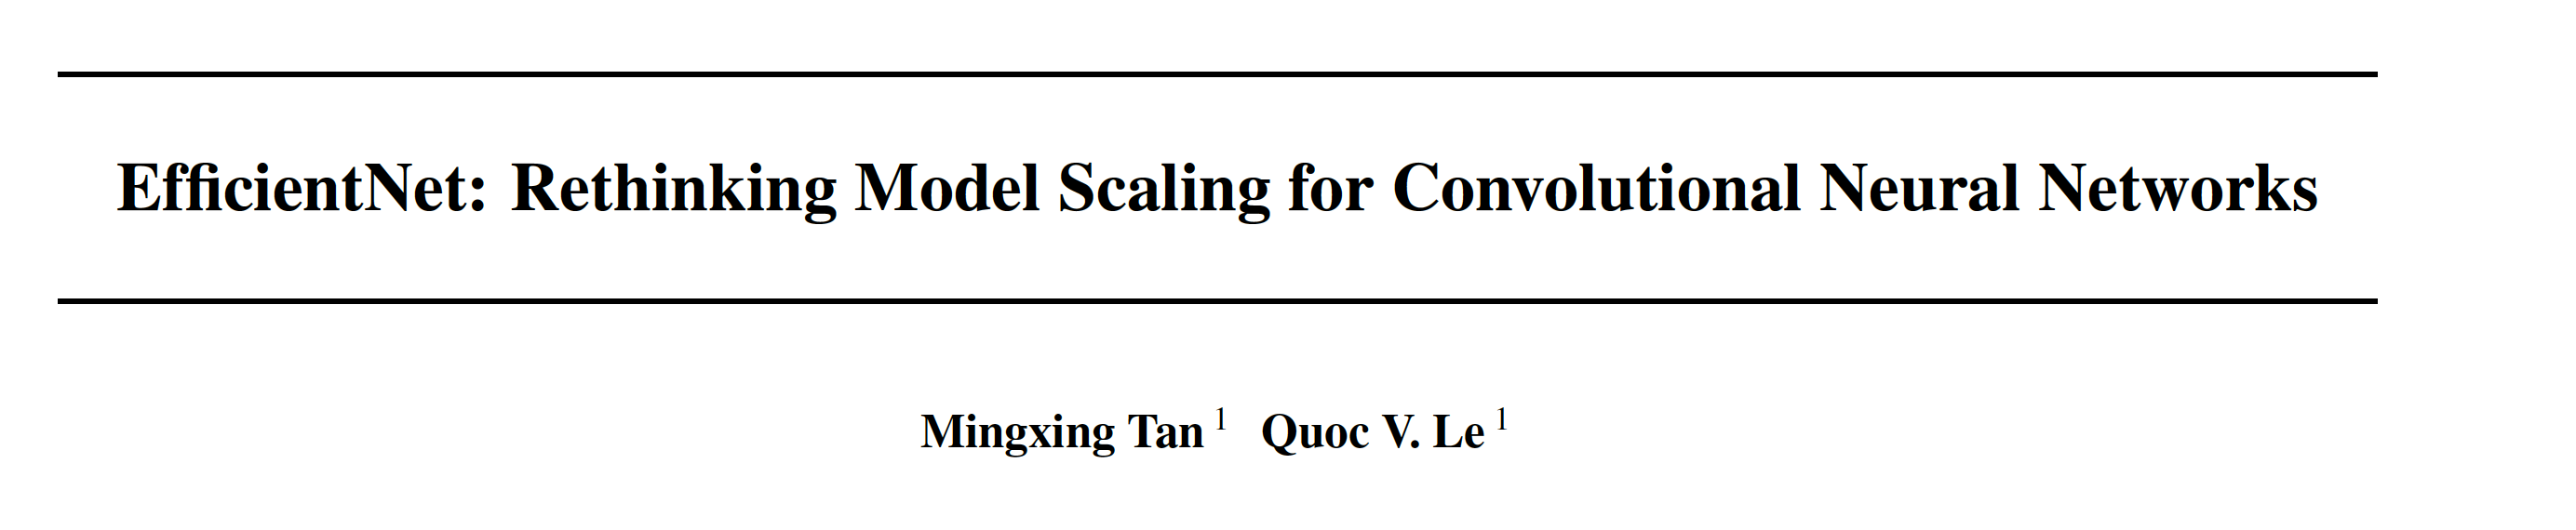 EfficientNet: Rethinking Model Scaling for Convolutional Neural Networks
Mingxing Tan 1 Quoc V. Le 1